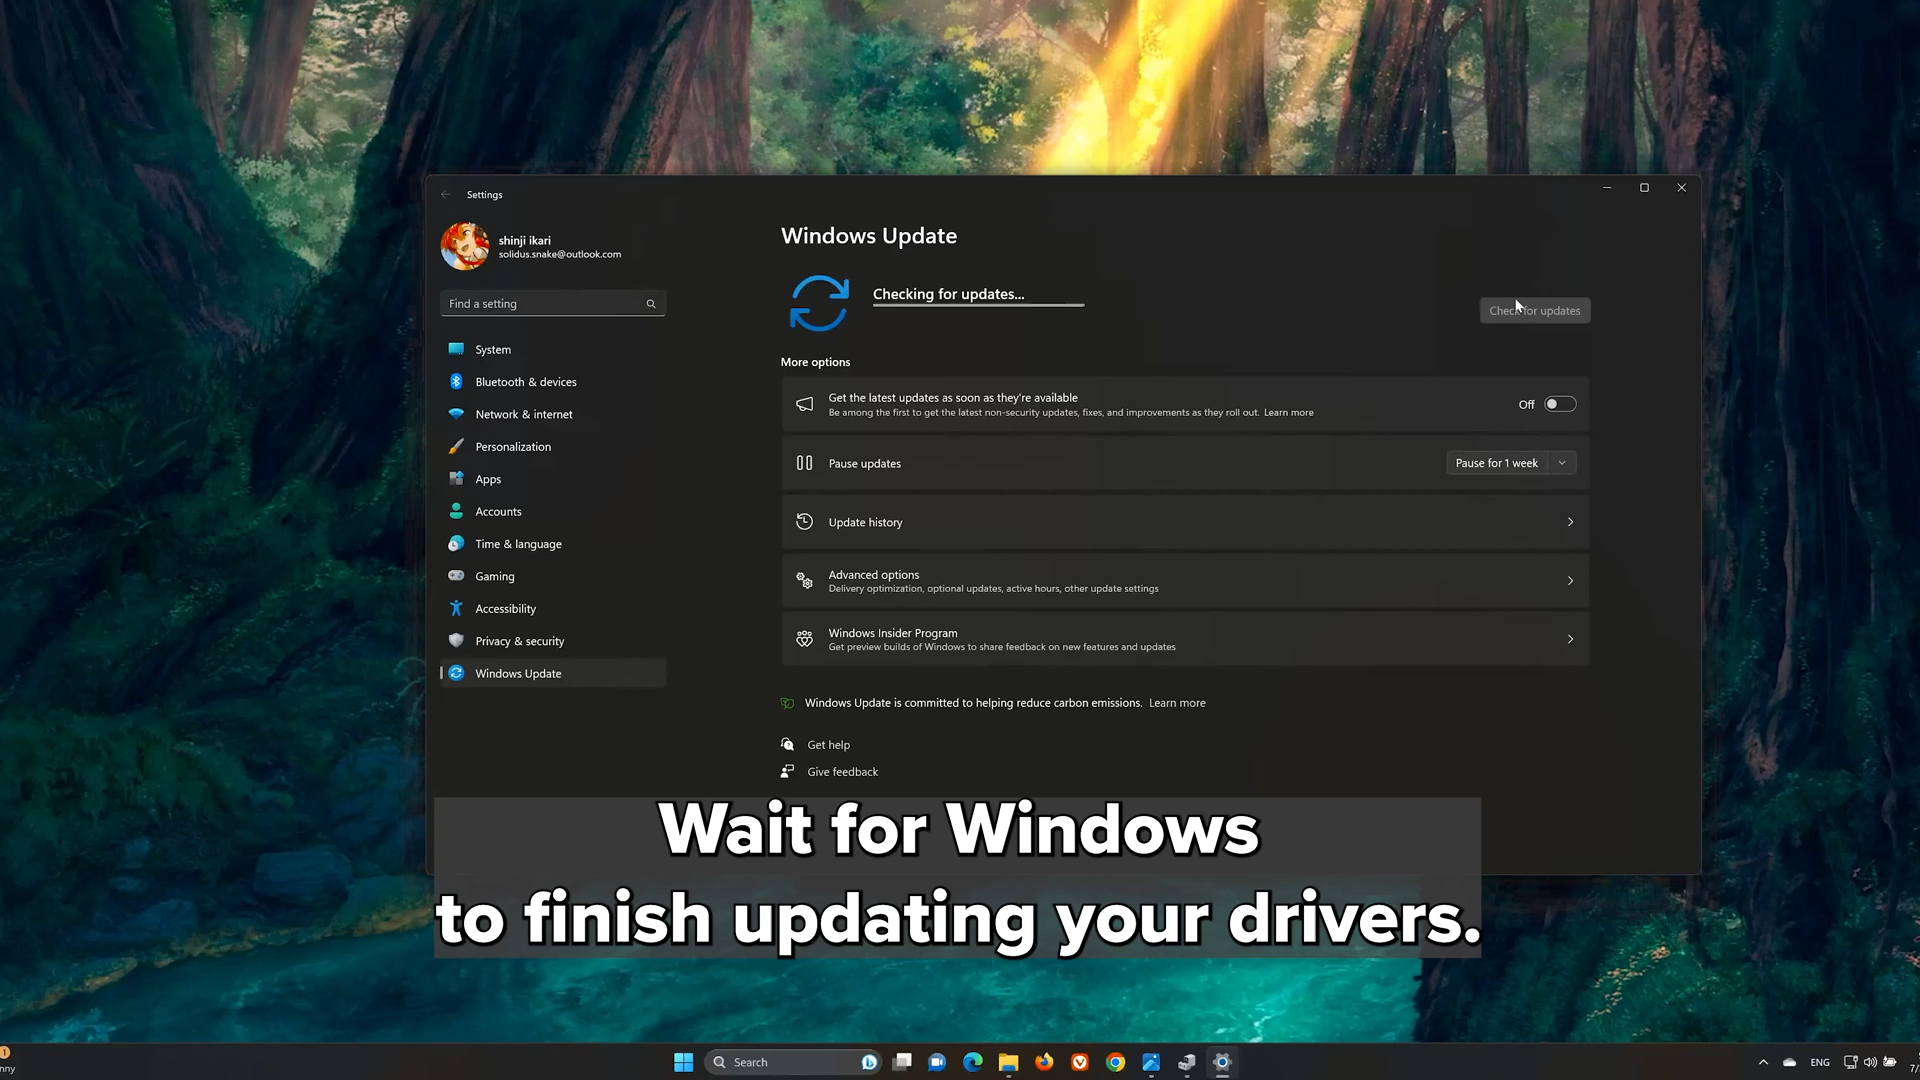 Settings
shinji ikari
solidus.snake@outlook.com
Find a setting
System
Bluetooth & devices
Network & internet
Personalization
Apps
Accounts
Time & language
Gaming
Accessibility
Privacy & security
Windows Update
Windows Update
Checking for updates...
Check for updates
More options
Get the latest updates as soon as they're available
Be among the first to get the latest non-security updates, fixes, and improvements as they roll out. Learn more
Off
Pause updates
Pause for 1 week
Update history
Advanced options
Delivery optimization, optional updates, active hours, other update settings
Windows Insider Program
Get preview builds of Windows to share feedback on new features and updates
Windows Update is committed to helping reduce carbon emissions. Learn more
Get help
Give feedback
Wait for Windows
to finish updating your drivers.
1
Search
ENG